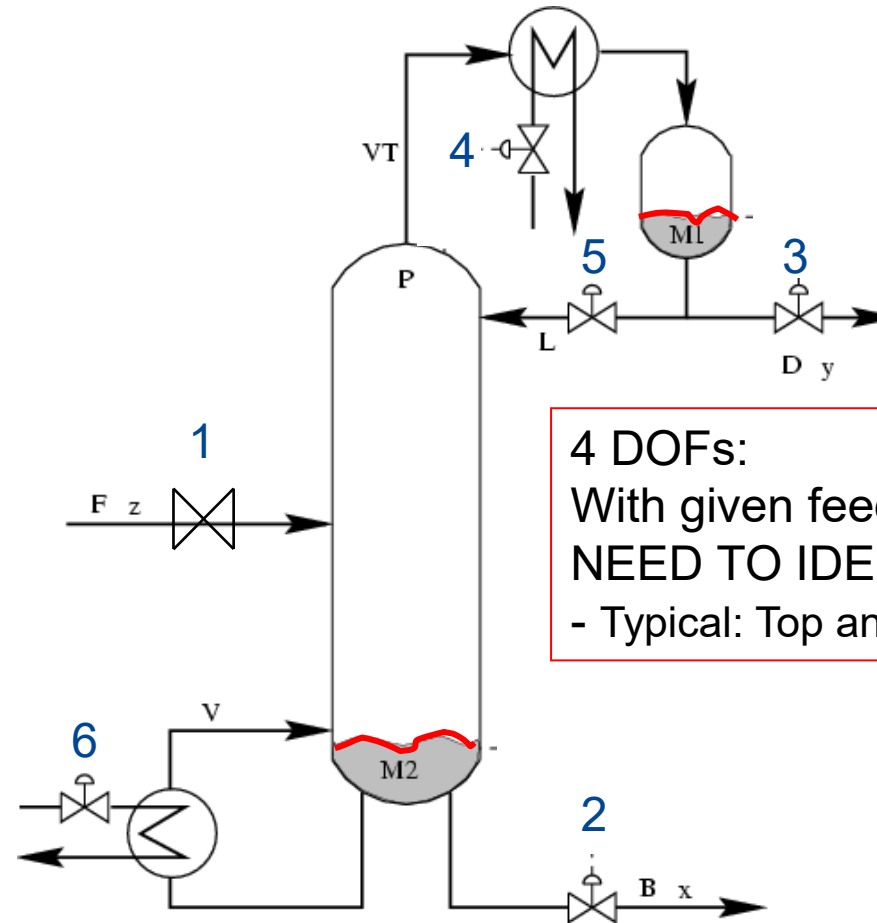 VT
4
M1
P
5
3
L
D y
1
F z
4 DOFs:
With given feed
NEED TO IDE
- Typical: Top an
V
6
M2
2
B x